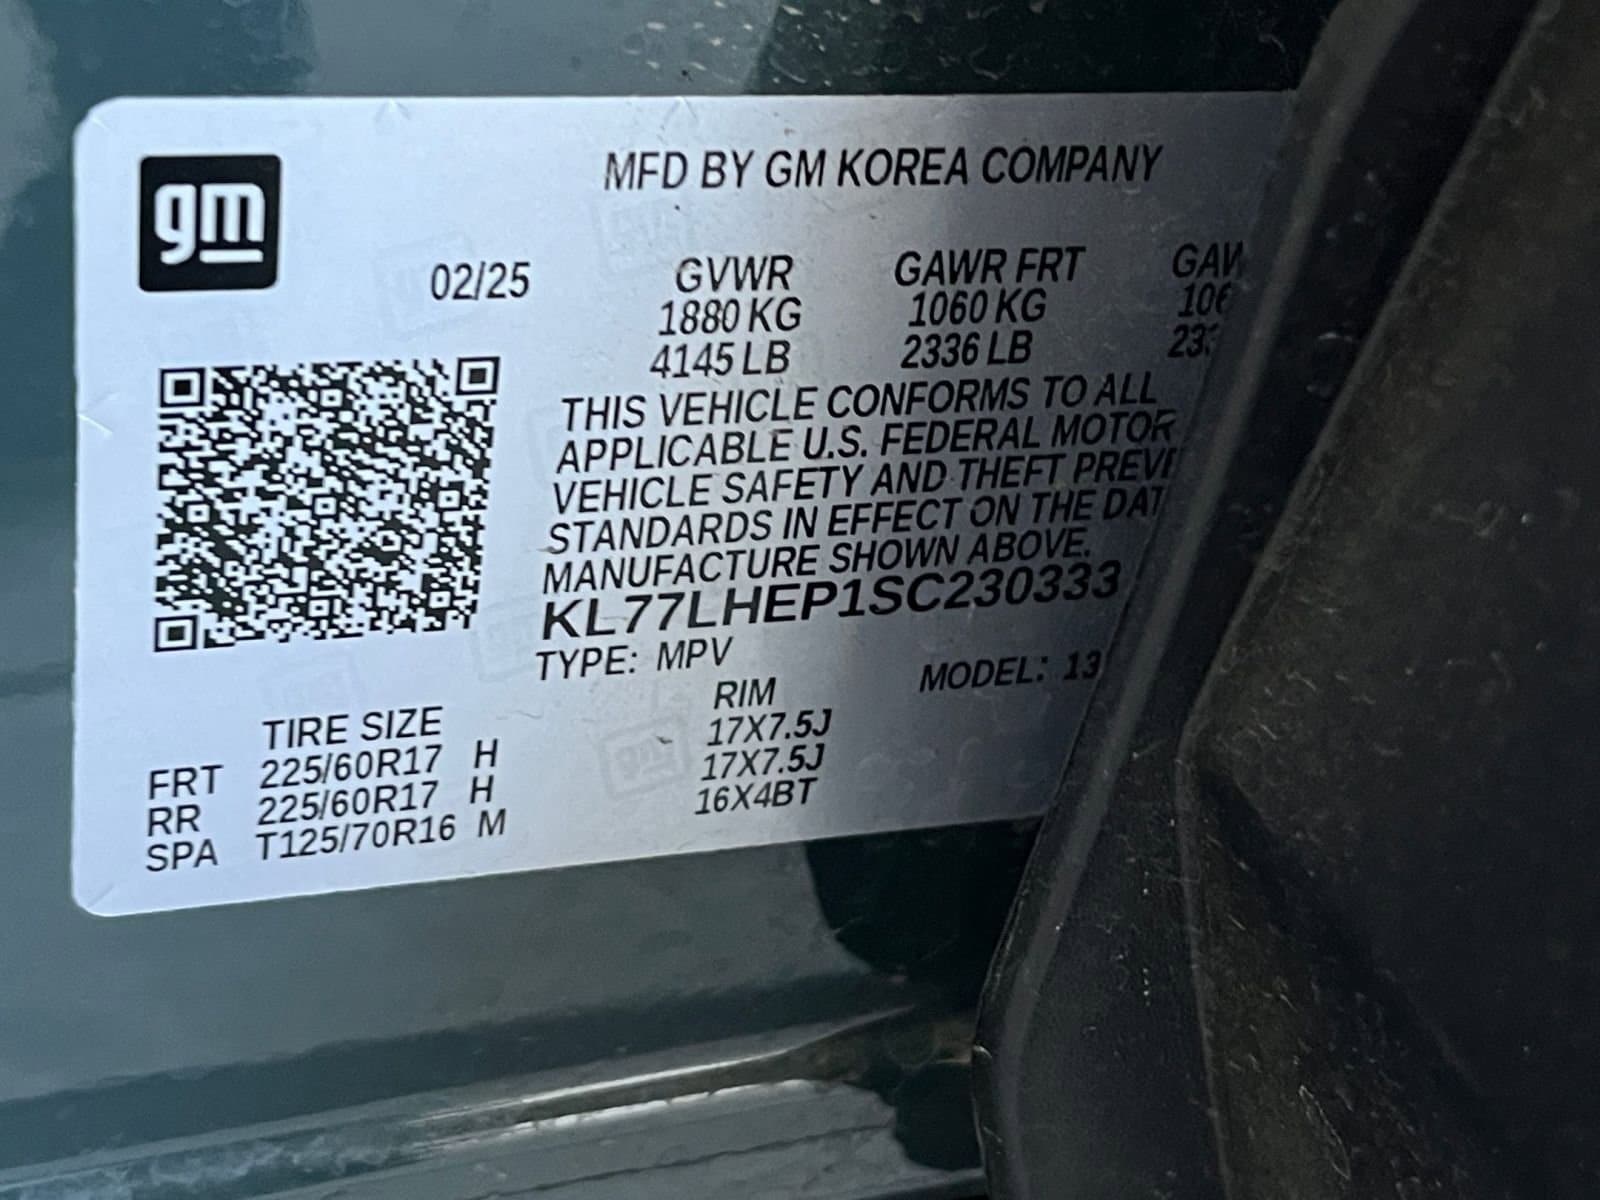 gm
MFD BY GM KOREA COMPANY
02/25 GVWR GAWR FRT
1880 KG 1060 KG
4145 LB 2336 LB
THIS VEHICLE CONFORMS TO ALL
APPLICABLE U.S. FEDERAL MOTOR
VEHICLE SAFETY AND THEFT
STANDARDS IN EFFECT ON THE
MANUFACTURE SHOWN ABOVE.
KL77LHEP1SC230333
TYPE: MPV MODEL:
TIRE SIZE RIM
FRT 225/60R17 H 17X7.5J
RR 225/60R17 H 17X7.5J
SPA T125/70R16 M 16X4BT